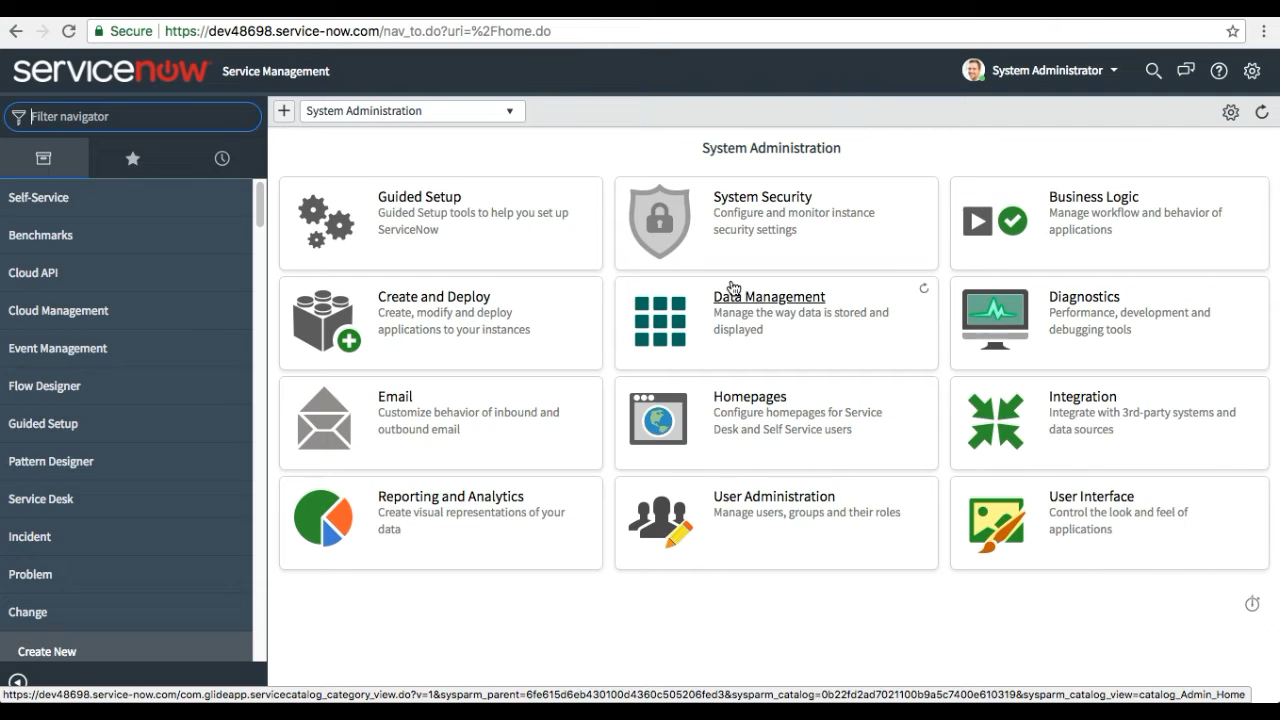 Secure
https://dev48698.service-now.com/nav_to.do?uri=%2Fhome.do
servicenow
Service Management
System Administrator
Filter navigator
System Administration
Self-Service
Benchmarks
Cloud API
Cloud Management
Event Management
Flow Designer
Guided Setup
Pattern Designer
Service Desk
Incident
Problem
Change
Create New
System Administration
Guided Setup
Guided Setup tools to help you set up
ServiceNow
System Security
Configure and monitor instance
security settings
Business Logic
Manage workflow and behavior of
applications
Create and Deploy
Create, modify and deploy
applications to your instances
Data Management
Manage the way data is stored and
displayed
Diagnostics
Performance, development and
debugging tools
Email
Customize behavior of inbound and
outbound email
Homepages
Configure homepages for Service
Desk and Self Service users
Integration
Integrate with 3rd-party systems and
data sources
Reporting and Analytics
Create visual representations of your
data
User Administration
Manage users, groups and their roles
User Interface
Control the look and feel of
applications
https://dev48698.service-now.com/com.glideapp.servicecatalog_category_view.do?v=1&sysparm_parent=6fe615d6eb430100d4360c505206fed3&sysparm_catalog=0b22fd2ad7021100b9a5c7400e610319&sysparm_catalog_view=catalog_Admin_Home